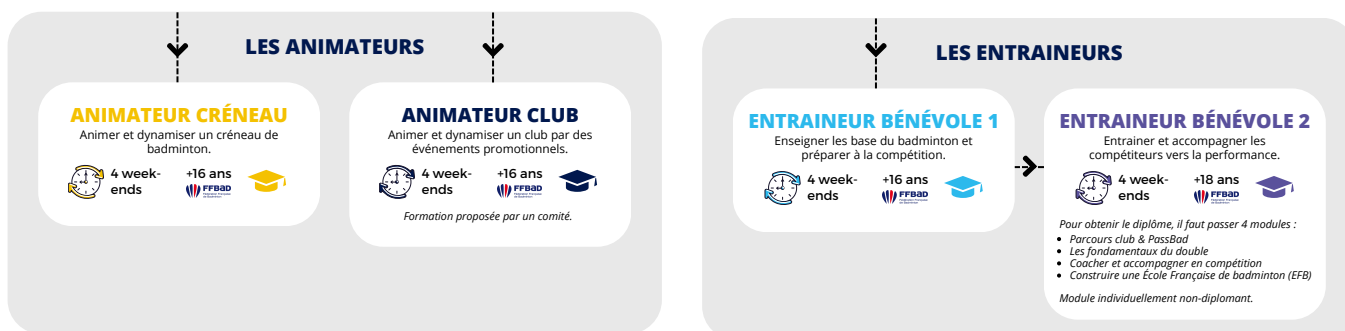 LES ANIMATEURS
ANIMATEUR CRÉNEAU
Animer et dynamiser un créneau de
badminton.
4 week-
ends
+16 ans
FFBaD
ANIMATEUR CLUB
Animer et dynamiser un club par des
événements promotionnels.
4 week-
ends
+16 ans
FFBaD
Formation proposée par un comité.
LES ENTRAINEURS
ENTRAINEUR BÉNÉVOLE 1
Enseigner les base du badminton et
préparer à la compétition.
4 week-
ends
+16 ans
FFBaD
ENTRAINEUR BÉNÉVOLE 2
Entrainer et accompagner les
compétiteurs vers la performance.
4 week-
ends
+18 ans
FFBaD
Pour obtenir le diplôme, il faut passer 4 modules :
• Parcours club & PassBad
• Les fondamentaux du double
• Coacher et accompagner en compétition
• Construire une École Française de badminton (EFB)
Module individuellement non-diplomant.